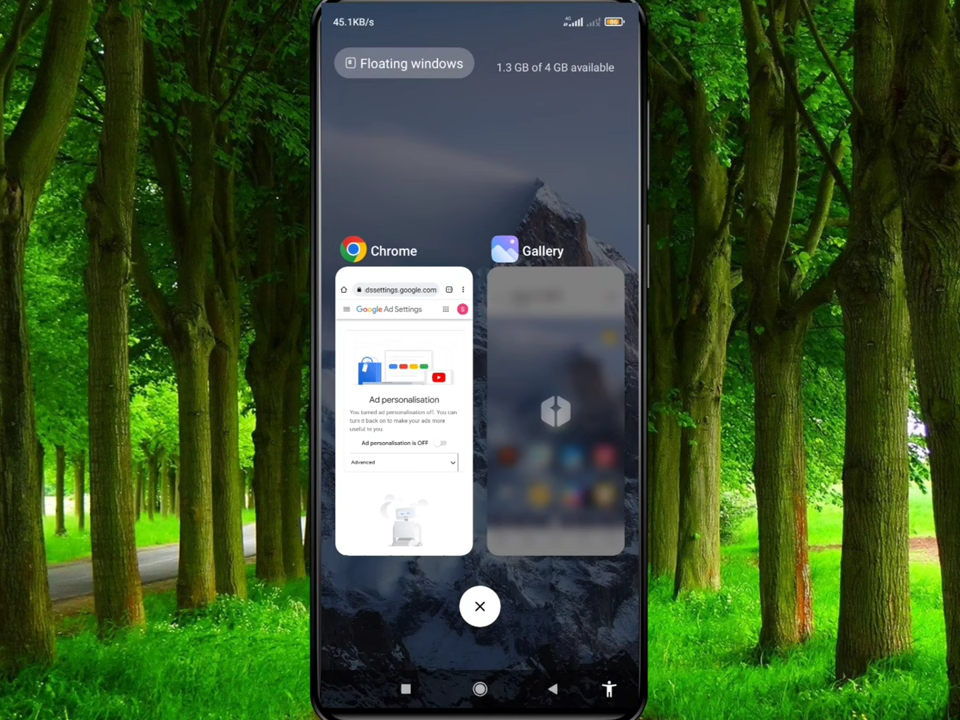 45.1KB/s
4G
Floating windows
1.3 GB of 4 GB available
Chrome
Gallery
dssettings.google.com
Google Ad Settings
S
Ad personalisation
You turned ad personalisation off. You can
turn it back on to make your ads more
useful to you.
Ad personalisation is OFF
Advanced